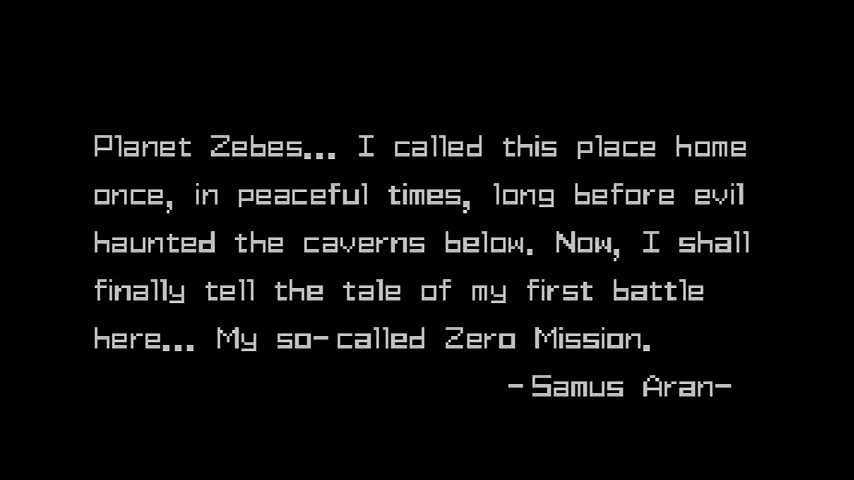 Planet Zebes... I called this place home
once, in peaceful times, long before evil
haunted the caverns below. Now, I shall
finally tell the tale of my first battle
here... My so-called Zero Mission.
-Samus Aran-